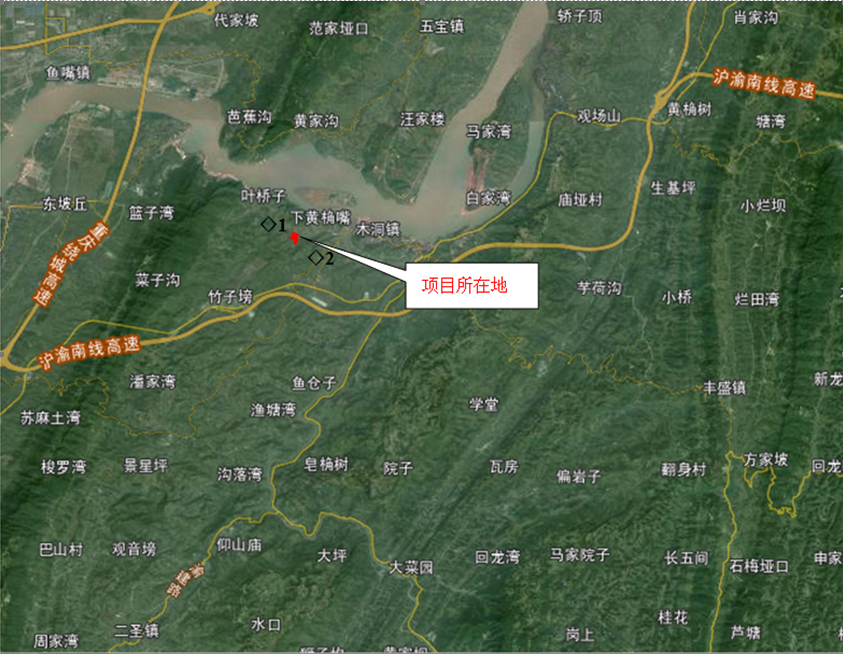 代家坡
范家垭口
五宝镇
轿子顶
肖家沟
鱼嘴镇
沪渝南线高速
芭蕉沟
黄家沟
汪家楼
马家湾
观场山
黄桷树
塘湾
东坡丘
篮子湾
叶桥子
下黄桷嘴
木洞镇
白家湾
庙垭村
生基坪
小烂坝
◇1
◇2
重庆绕城高速
菜子沟
竹子塝
项目所在地
芋荷沟
小桥
烂田湾
沪渝南线高速
潘家湾
鱼仓子
渔塘湾
学堂
丰盛镇
新龙
苏麻土湾
梭罗湾
景星坪
沟落湾
皂桷树
院子
瓦房
偏岩子
翻身村
方家坡
回龙
巴山村
观音塝
仰山庙
大坪
大菜园
回龙湾
马家院子
长五间
石梅垭口
申家
渝建路
二圣镇
水口
周家湾
岗上
桂花
芦塘